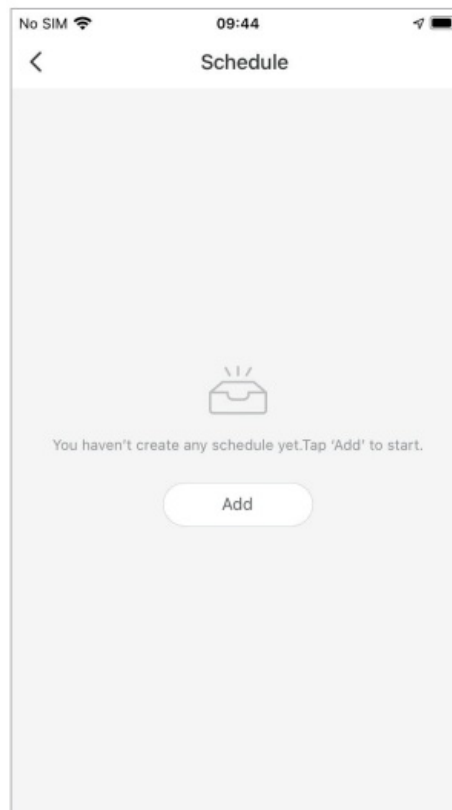 No SIM 09:44
Schedule
You haven't create any schedule yet.Tap ‘Add’ to start.
Add